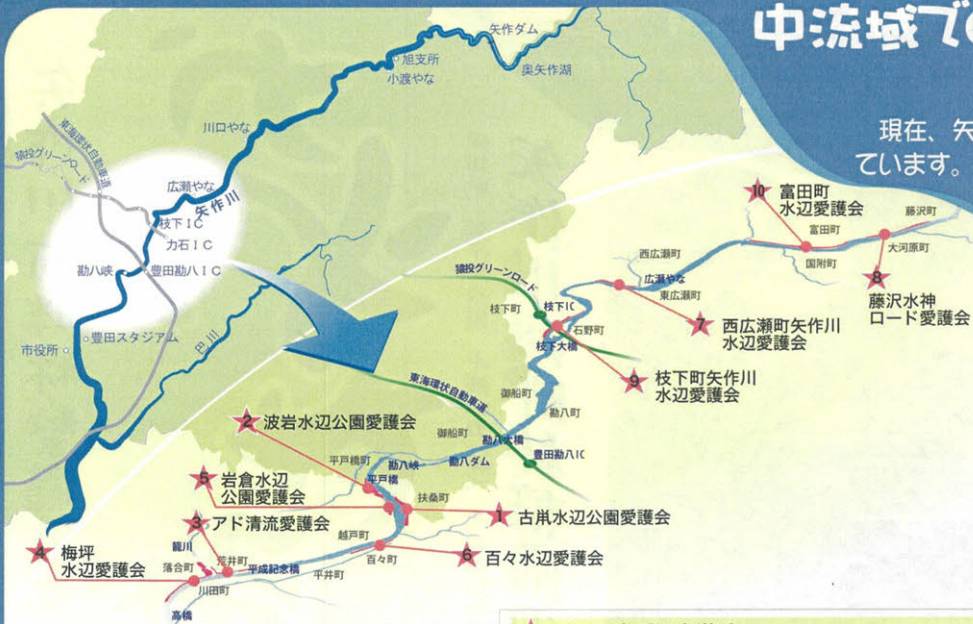 中流域で
現在、矢
ています。
矢作ダム
旭支所
小渡やな
奥矢作湖
川口やな
東海環状自動車道
猿投グリーンロード
広瀬やな
矢作川
枝下IC
力石IC
勘八峡
豊田勘八IC
豊田スタジアム
市役所
巴川
10 富田町
水辺愛護会
藤沢町
富田町
大河原町
国附町
8
藤沢水神
ロード愛護会
西広瀬町
広瀬やな
東広瀬町
7 西広瀬町矢作川
水辺愛護会
猿投グリーンロード
枝下町
枝下IC
石野町
枝下大橋
9 枝下町矢作川
水辺愛護会
御船町
勘八町
東海環状自動車道
御船町
勘八大橋
豊田勘八IC
勘八ダム
勘八峡
平戸橋町
平戸橋
2 波岩水辺公園愛護会
5 岩倉水辺
公園愛護会
扶桑町
1 古鼡水辺公園愛護会
3 アド清流愛護会
越戸町
6 百々水辺愛護会
百々町
4 梅坪
水辺愛護会
籠川
落合町
荒井町
平成記念橋
平井町
川田町
高橋